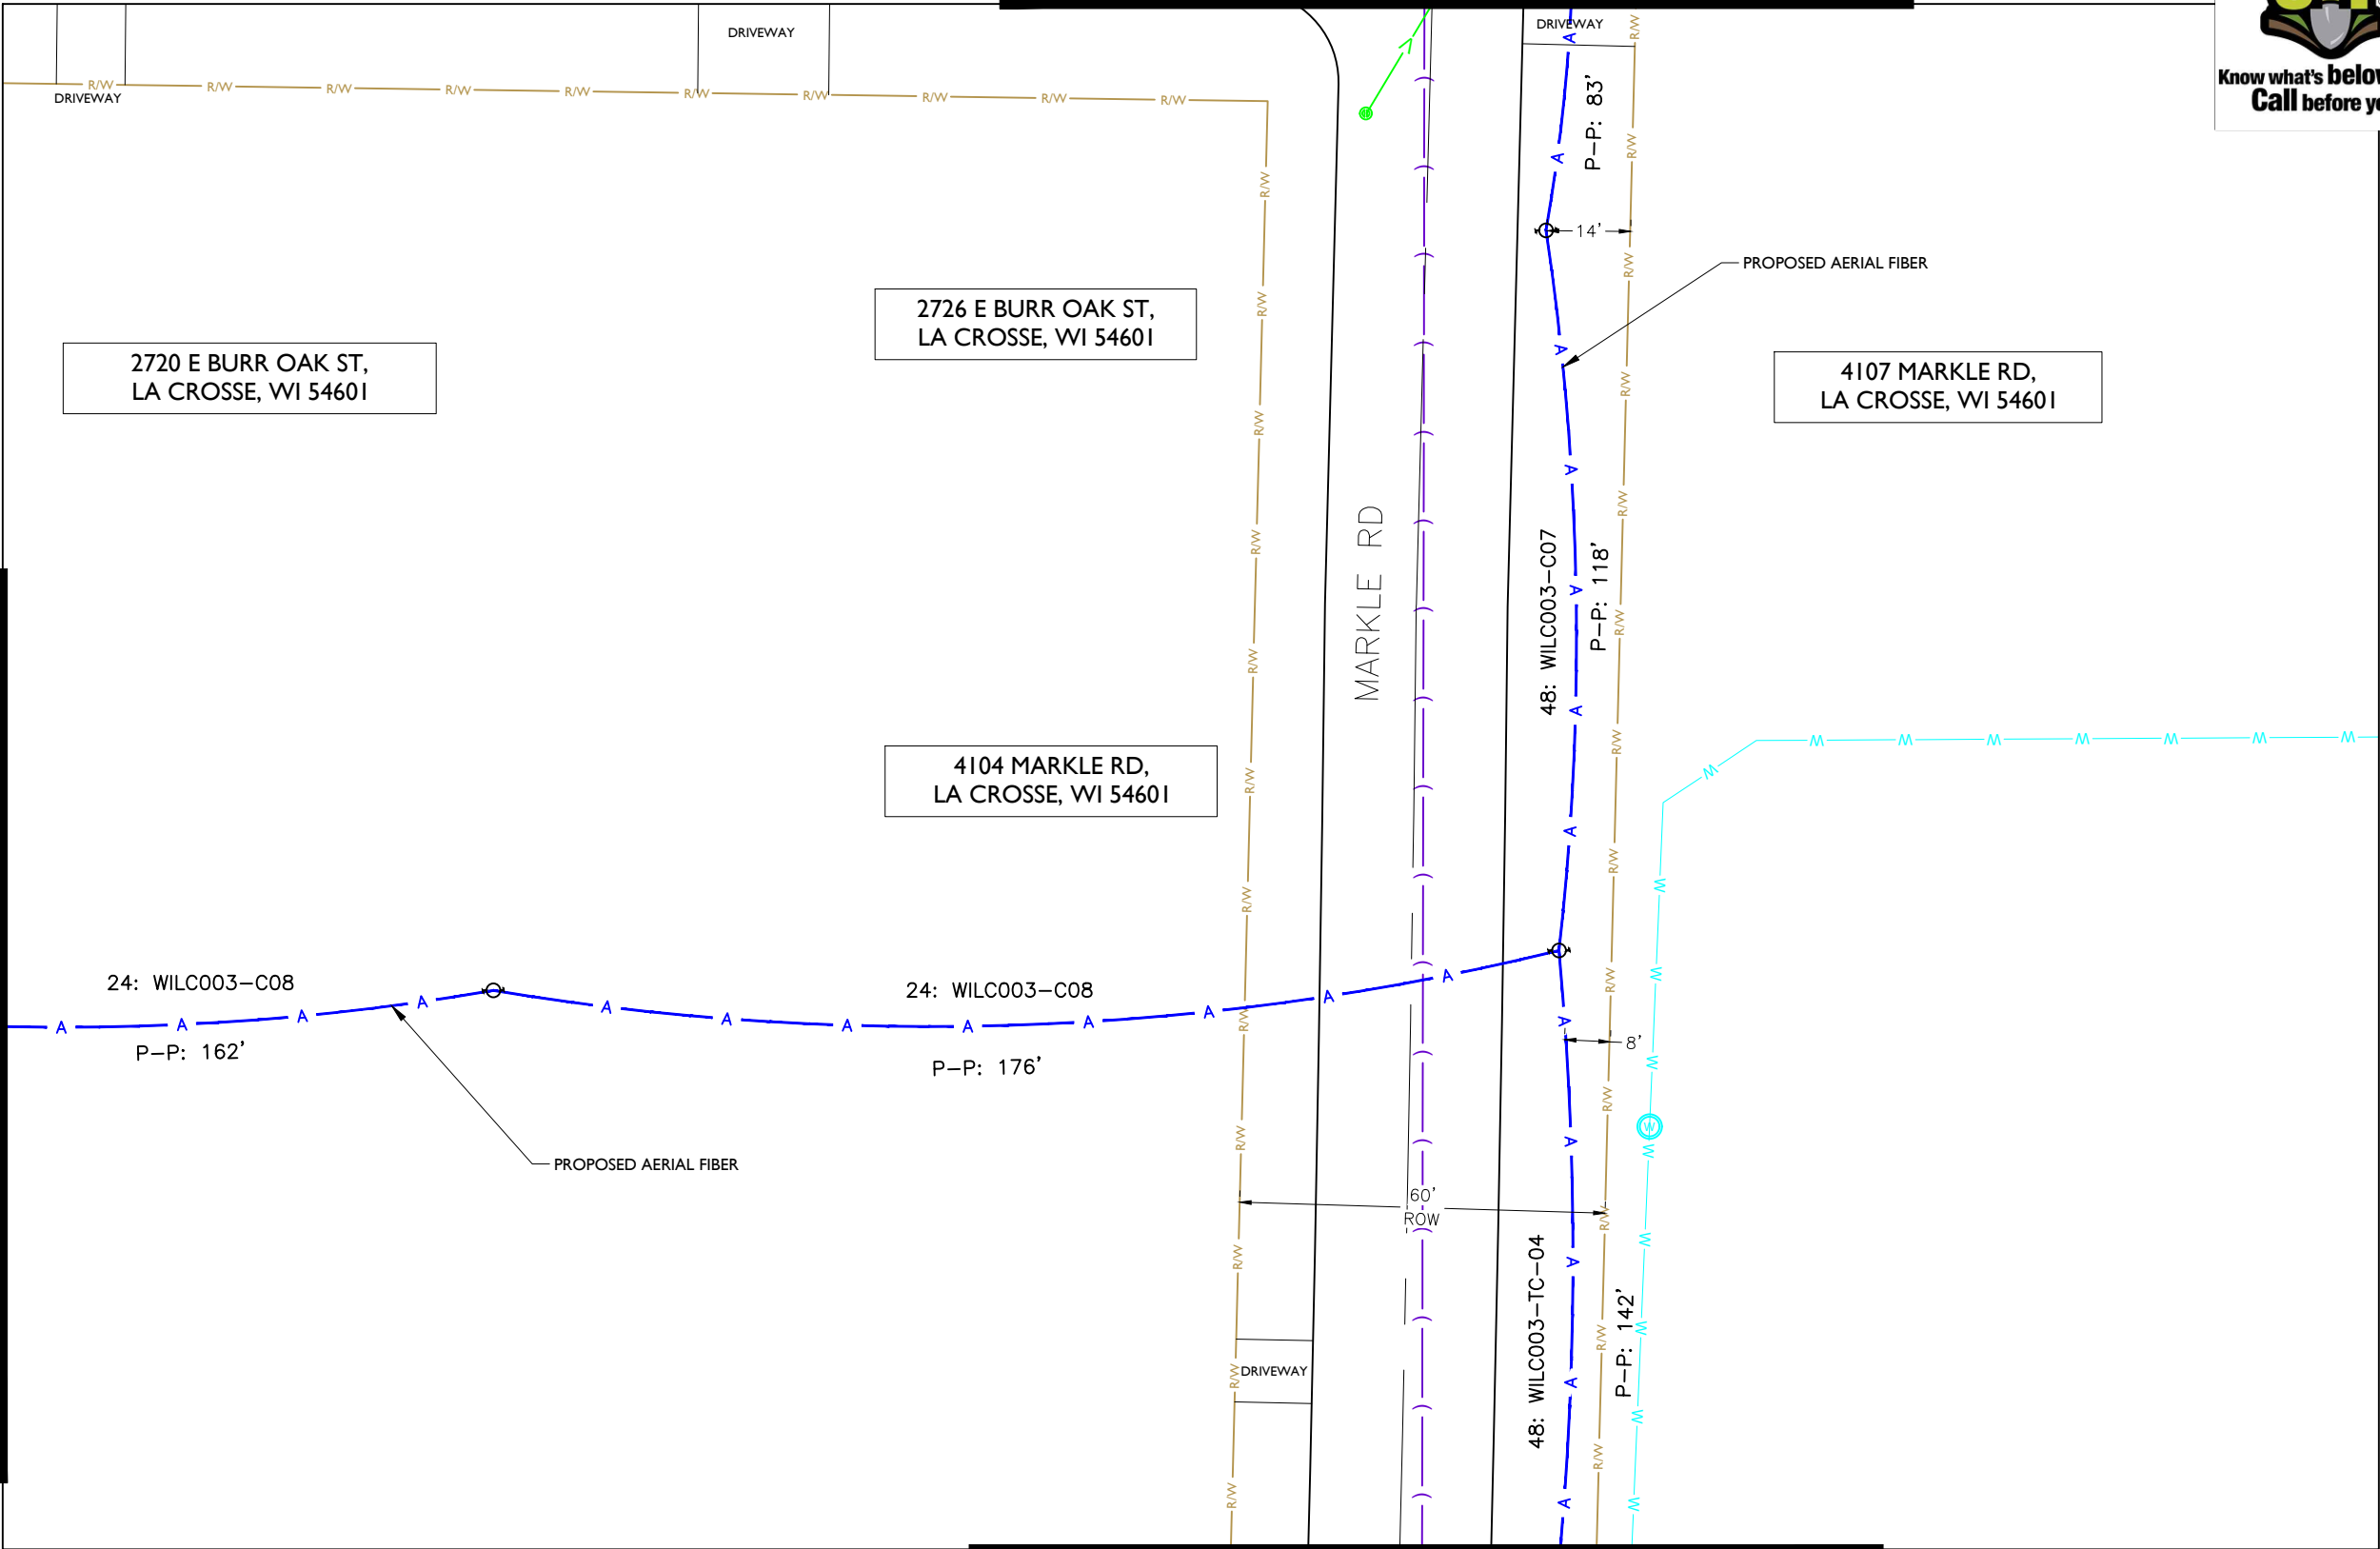 DRIVEWAY
DRIVEWAY
DRIVEWAY
Know what's below
Call before
P-P: 83'
14'
PROPOSED AERIAL FIBER
2726 E BURR OAK ST,
LA CROSSE, WI 54601
2720 E BURR OAK ST,
LA CROSSE, WI 54601
4107 MARKLE RD,
LA CROSSE, WI 54601
MARKLE RD
48: WILC003-C07
P-P: 118'
4104 MARKLE RD,
LA CROSSE, WI 54601
24: WILC003-C08
P-P: 162'
24: WILC003-C08
P-P: 176'
8'
PROPOSED AERIAL FIBER
60'
ROW
48: WILC003-TC-04
P-P: 142'
DRIVEWAY
R/W
A
W